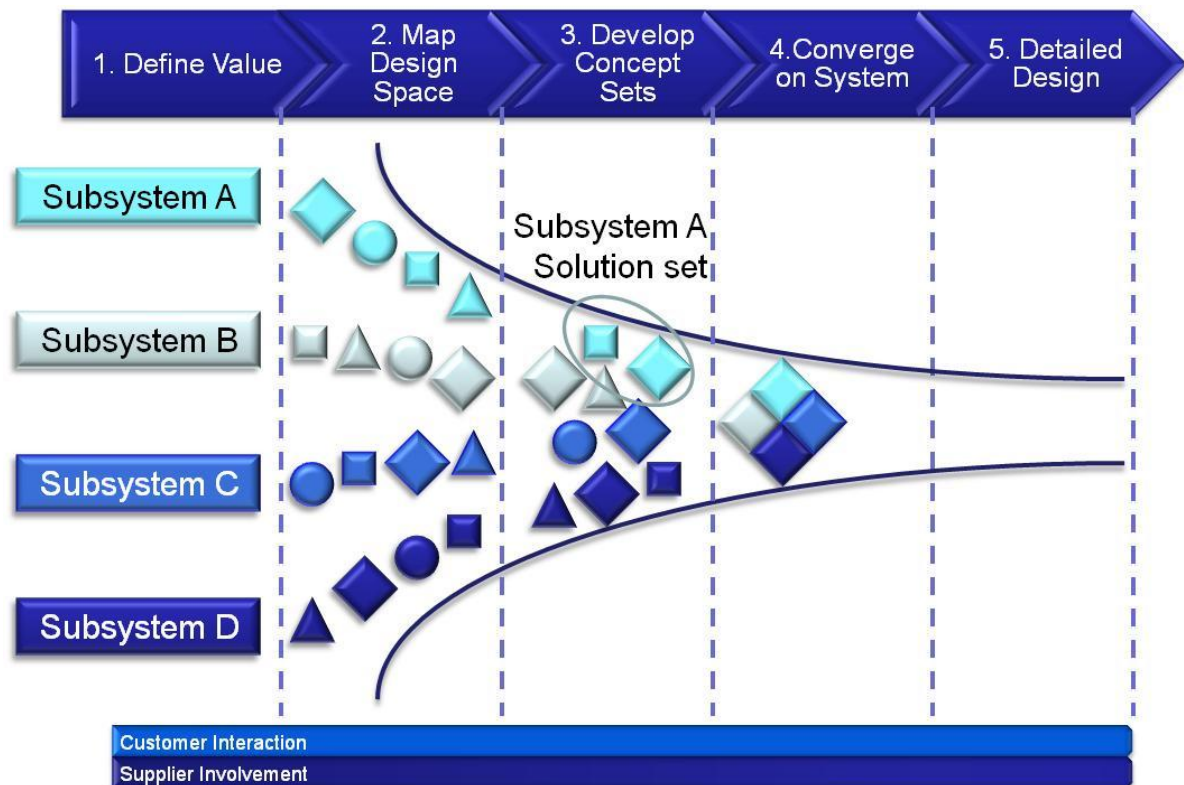 1. Define Value
2. Map
Design
Space
3. Develop
Concept
Sets
4.Converge
on System
5. Detailed
Design
Subsystem A
Subsystem A
Solution set
Subsystem B
Subsystem C
Subsystem D
Customer Interaction
Supplier Involvement